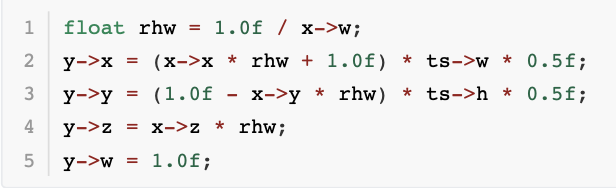 1 float rhw = 1.0f / x->w;
2 y->x = (x->x * rhw + 1.0f) * ts->w * 0.5f;
3 y->y = (1.0f - x->y * rhw) * ts->h * 0.5f;
4 y->z = x->z * rhw;
5 y->w = 1.0f;